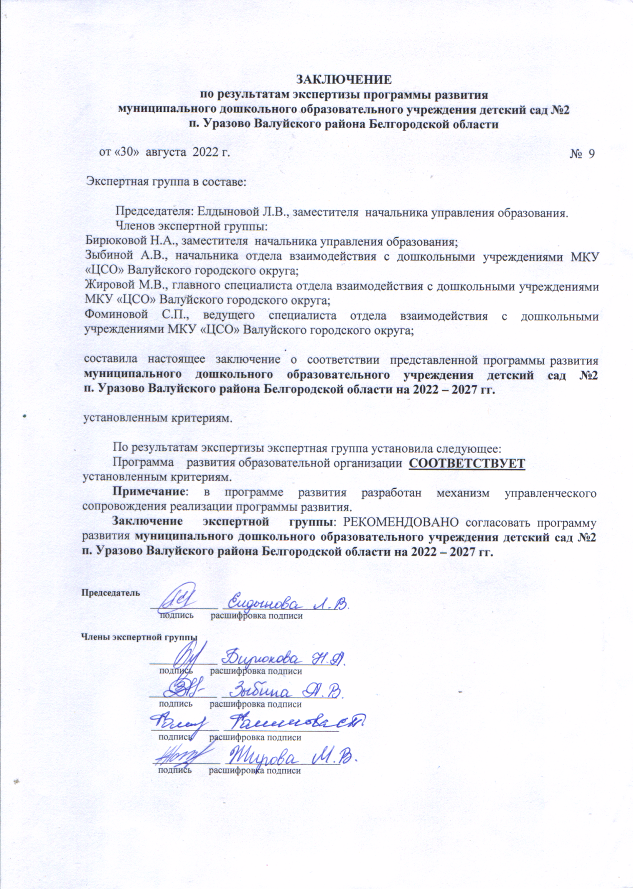 ЗАКЛЮЧЕНИЕ
по результатам экспертизы программы развития
муниципального дошкольного образовательного учреждения детский сад №2
п. Уразово Валуйского района Белгородской области
от «30» августа 2022 г. № 9
Экспертная группа в составе:
Председателя: Елдыновой Л.В., заместителя начальника управления образования.
Членов экспертной группы:
Бирюковой Н.А., заместителя начальника управления образования;
Зыбиной А.В., начальника отдела взаимодействия с дошкольными учреждениями МКУ
«ЦСО» Валуйского городского округа;
Жировой М.В., главного специалиста отдела взаимодействия с дошкольными учреждениями
МКУ «ЦСО» Валуйского городского округа;
Фоминовой С.П., ведущего специалиста отдела взаимодействия с дошкольными
учреждениями МКУ «ЦСО» Валуйского городского округа;
составила настоящее заключение о соответствии представленной программы развития
муниципального дошкольного образовательного учреждения детский сад №2
п. Уразово Валуйского района Белгородской области на 2022 – 2027 гг.
установленным критериям.
По результатам экспертизы экспертная группа установила следующее:
Программа развития образовательной организации СООТВЕТСТВУЕТ
установленным критериям.
Примечание: в программе развития разработан механизм управленческого
сопровождения реализации программы развития.
Заключение экспертной группы: РЕКОМЕНДОВАНО согласовать программу
развития муниципального дошкольного образовательного учреждения детский сад №2
п. Уразово Валуйского района Белгородской области на 2022 – 2027 гг.
Председатель
Елдынова Л.В.
подпись расшифровка подписи
Члены экспертной группы
Бирюкова Н.А.
подпись расшифровка подписи
Зыбина А.В.
подпись расшифровка подписи
Фоминова С.П.
подпись расшифровка подписи
Жирова М.В.
подпись расшифровка подписи